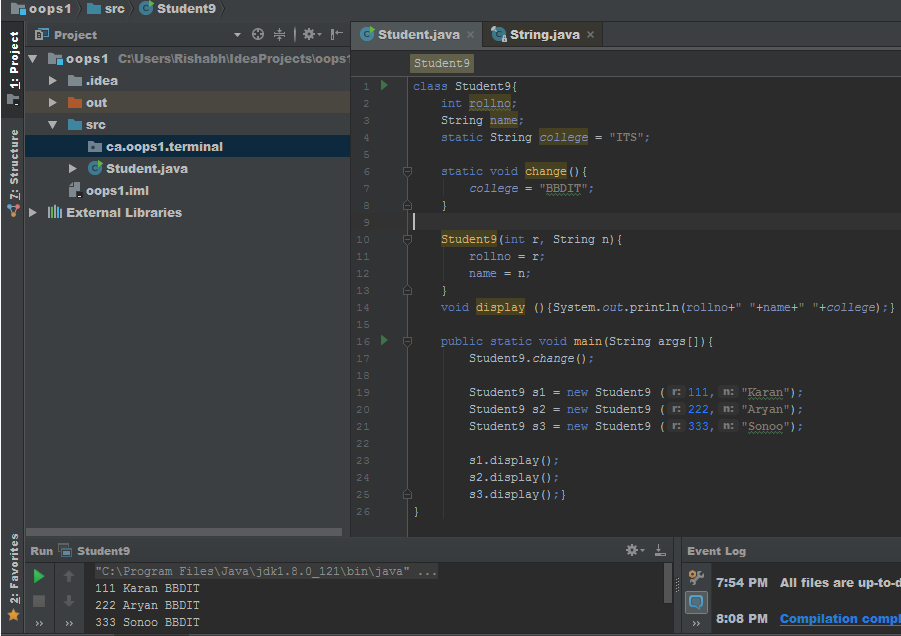 oops1 src Student9
1: Project
7: Structure
2: Favorites
Project
oops1 C:\Users\Rishabh\IdeaProjects\oops1
.idea
out
src
ca.oops1.terminal
Student.java
oops1.iml
External Libraries
Student.java × String.java ×
Student9
1 class Student9{
2 int rollno;
3 String name;
4 static String college = "ITS";
5
6 static void change(){
7 college = "BBDIT";
8 }
9
10 Student9(int r, String n){
11 rollno = r;
12 name = n;
13 }
14 void display (){System.out.println(rollno+" "+name+" "+college);}
15
16 public static void main(String args[]){
17 Student9.change();
18
19 Student9 s1 = new Student9 ( r: 111, n: "Karan");
20 Student9 s2 = new Student9 ( r: 222, n: "Aryan");
21 Student9 s3 = new Student9 ( r: 333, n: "Sonoo");
22
23 s1.display();
24 s2.display();
25 s3.display();}
26 }
Run Student9
"C:\Program Files\Java\jdk1.8.0_121\bin\java" ...
111 Karan BBDIT
222 Aryan BBDIT
333 Sonoo BBDIT
Event Log
7:54 PM All files are up-to-d
8:08 PM Compilation compl